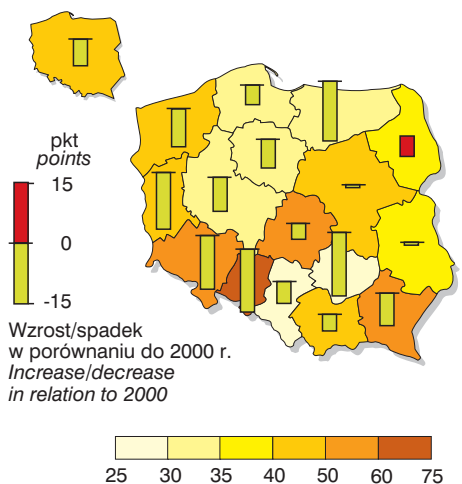 pkt
points
15
0
-15
Wzrost/spadek
w porównaniu do 2000 r.
Increase/decrease
in relation to 2000
25 30 35 40 50 60 75